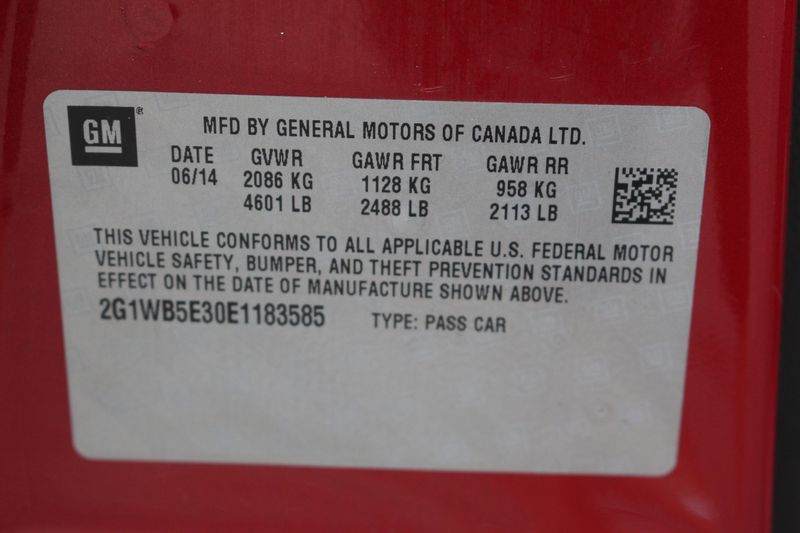 GM ®
MFD BY GENERAL MOTORS OF CANADA LTD.
DATE GVWR GAWR FRT GAWR RR
06/14 2086 KG 1128 KG 958 KG
4601 LB 2488 LB 2113 LB
THIS VEHICLE CONFORMS TO ALL APPLICABLE U.S. FEDERAL MOTOR
VEHICLE SAFETY, BUMPER, AND THEFT PREVENTION STANDARDS IN
EFFECT ON THE DATE OF MANUFACTURE SHOWN ABOVE.
2G1WB5E30E1183585 TYPE: PASS CAR